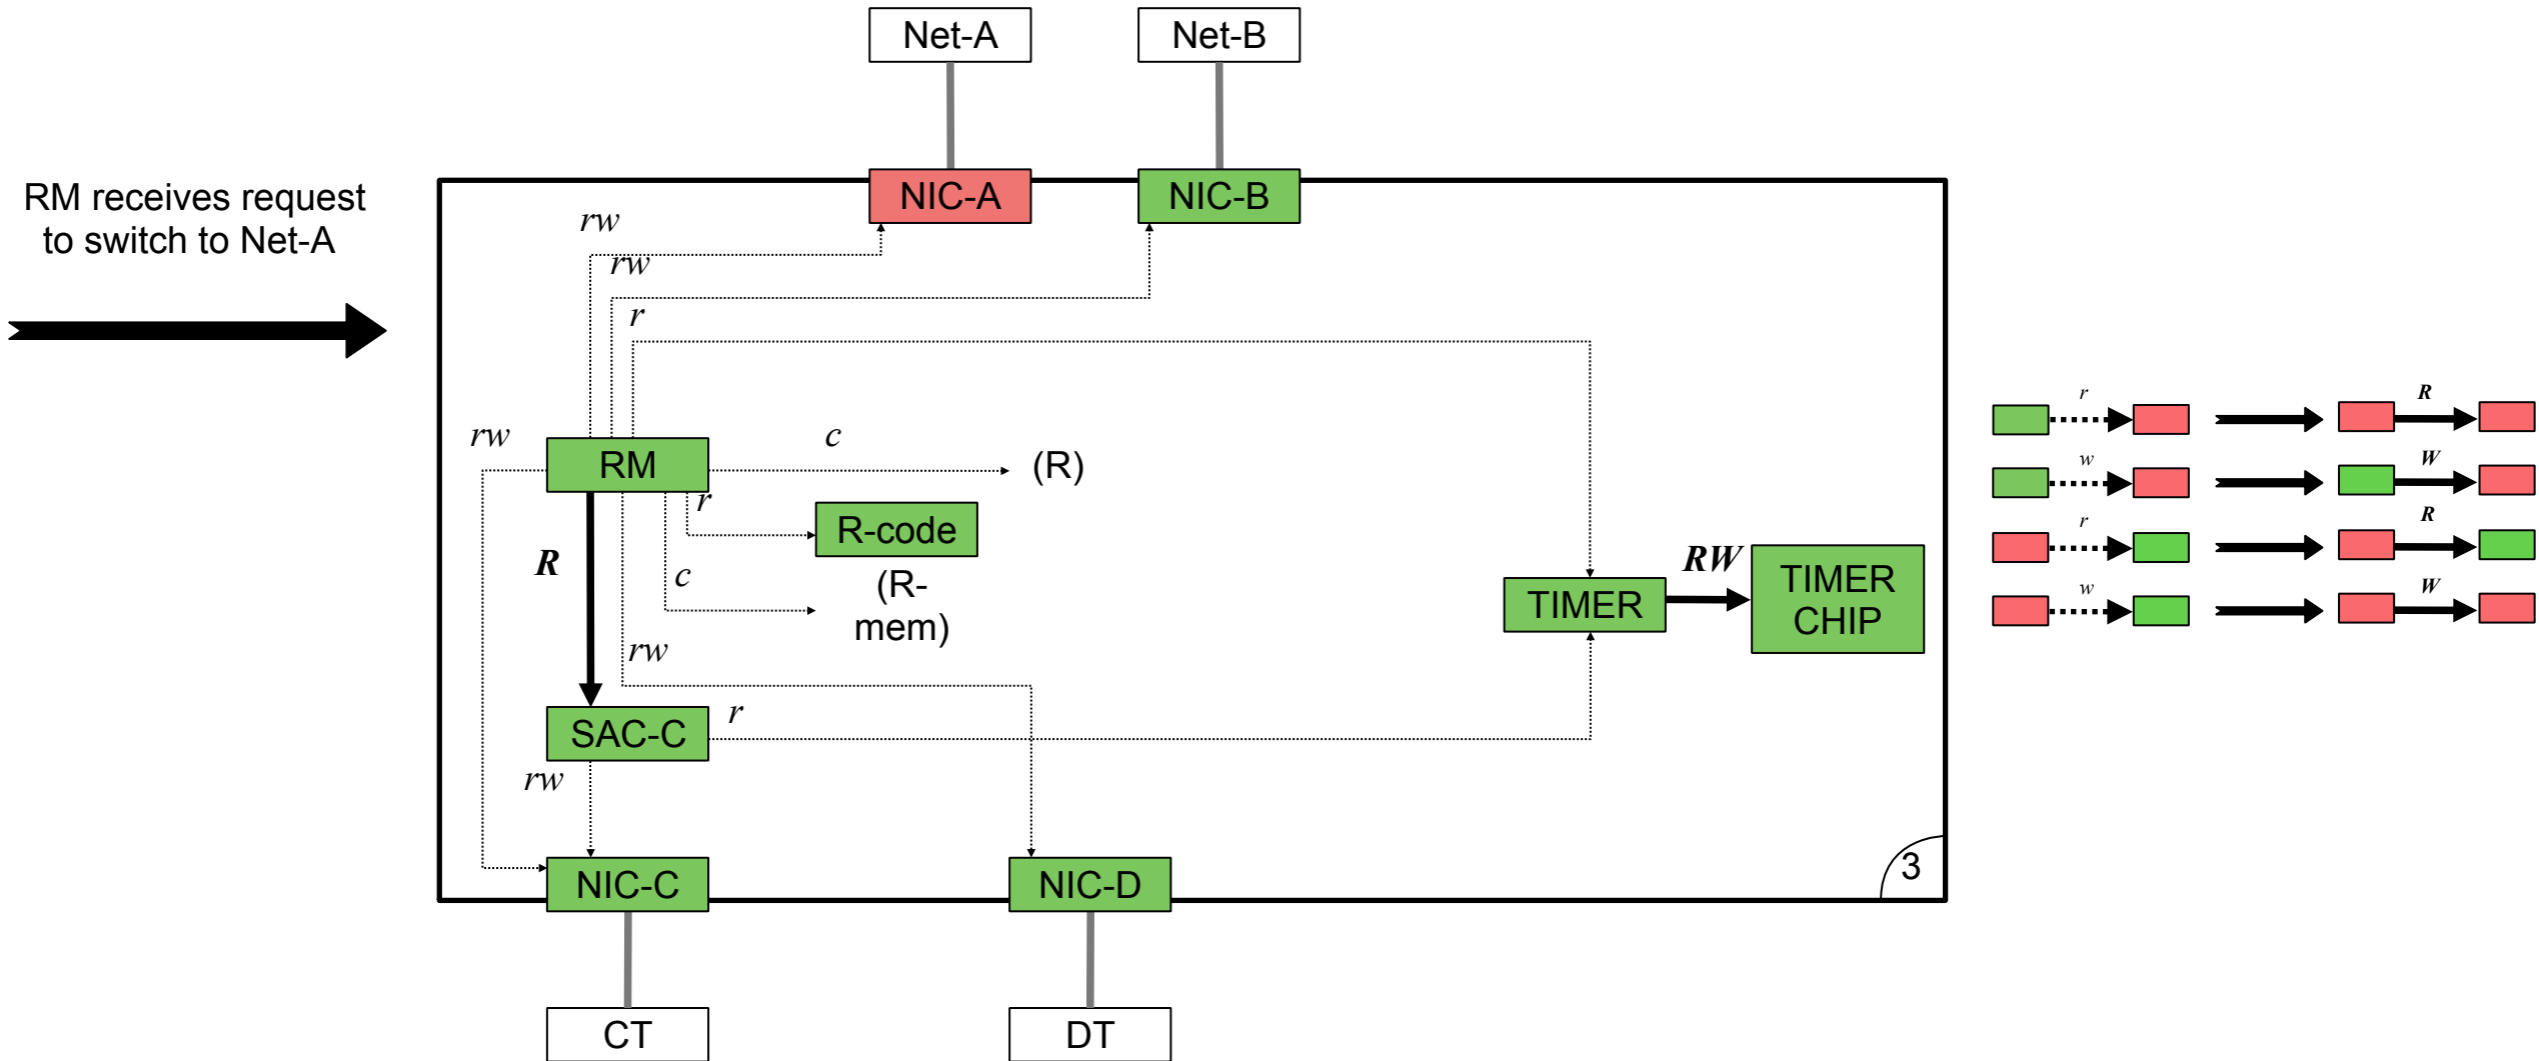 Net-A
Net-B
RM receives request
to switch to Net-A
NIC-A
NIC-B
rw
rw
r
rw
RM
c
(R)
r
R-code
R
c
(R-
mem)
RW
TIMER
TIMER
CHIP
rw
SAC-C
r
rw
NIC-C
NIC-D
3
CT
DT
r
R
w
W
r
R
w
W